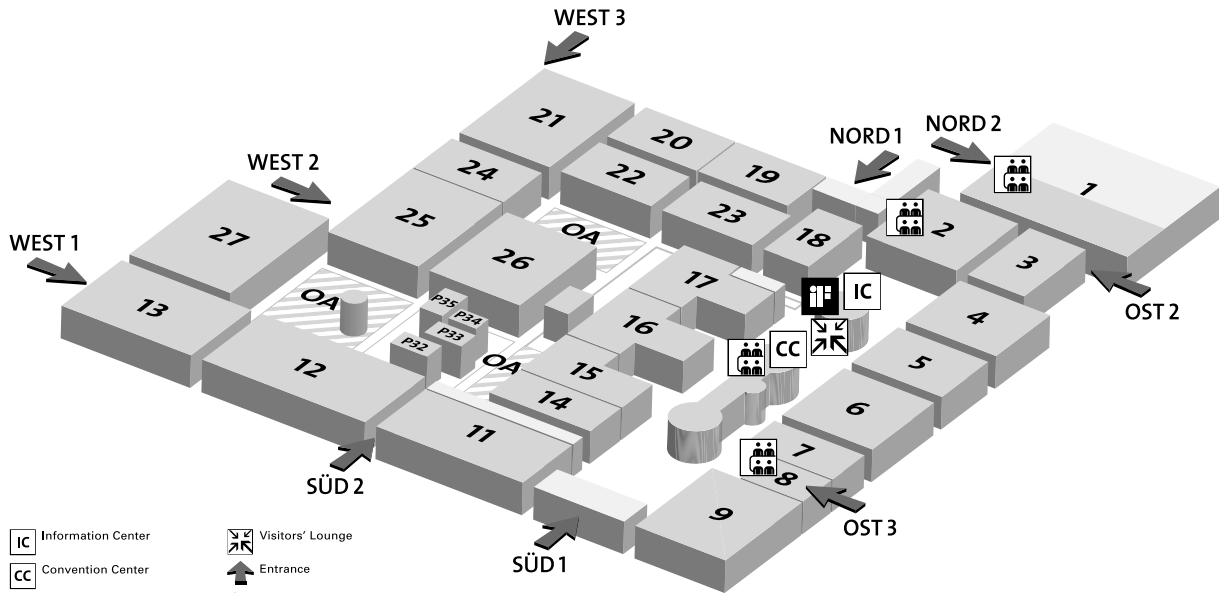 WEST 3
21
20
NORD 1
NORD 2
WEST 2
24
22
19
1
25
23
OA
18
2
WEST 1
27
26
17
3
IC
OST 2
13
OA
P35
P34
P33
P32
16
CC
4
12
OA
15
5
14
6
11
7
8
SÜD 2
9
OST 3
SÜD 1
IC Information Center
Visitors' Lounge
CC Convention Center
Entrance